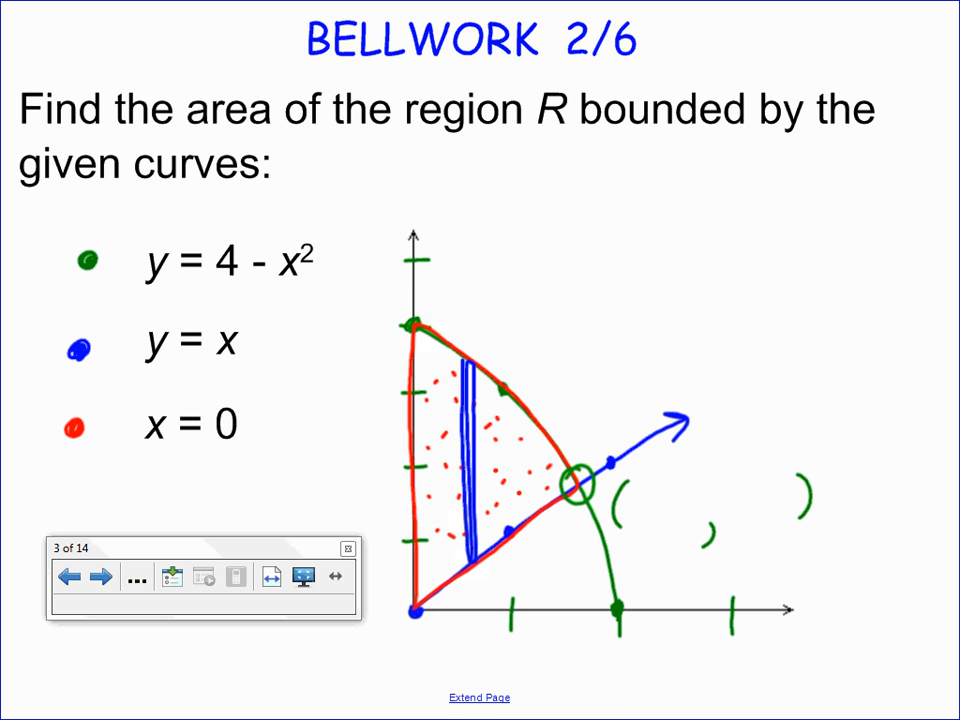 BELLWORK 2/6
Find the area of the region R bounded by the
given curves:
y = 4 - x²
y = x
x = 0
( , )
3 of 14
...
Extend Page